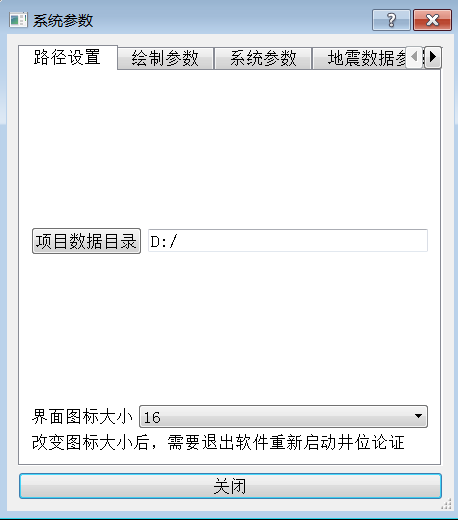 系统参数
路径设置 绘制参数 系统参数 地震数据参
项目数据目录 D:/
界面图标大小 16
改变图标大小后，需要退出软件重新启动井位论证
关闭